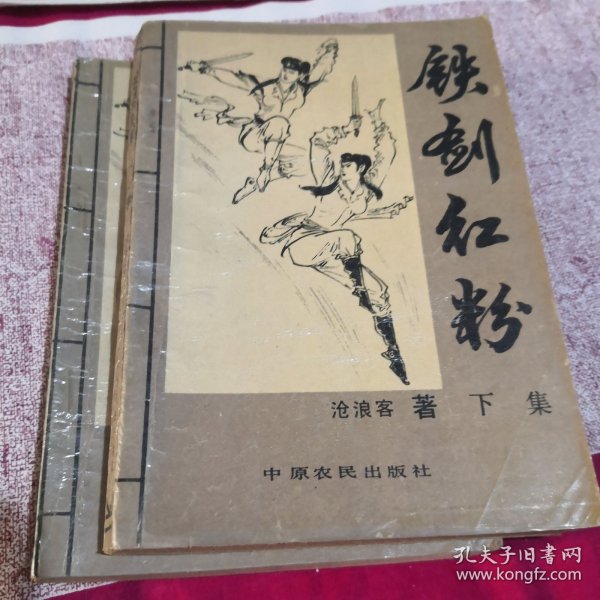 铁剑红粉
沧浪客 著 下集
中原农民出版社
孔夫子旧书网
www.kongfz.com